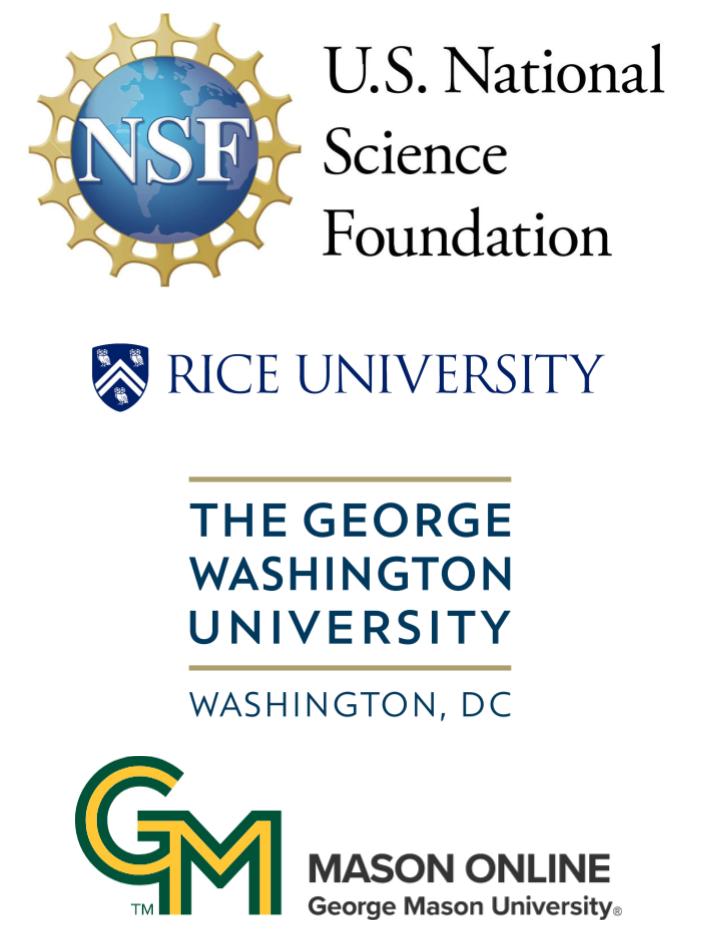 NSF
U.S. National
Science
Foundation
RICE UNIVERSITY
THE GEORGE
WASHINGTON
UNIVERSITY
WASHINGTON, DC
GM
TM
MASON ONLINE
George Mason University®